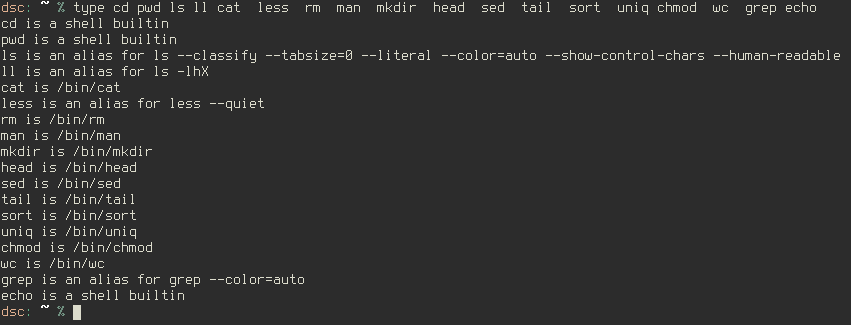 dsc: ~ % type cd pwd ls ll cat  less  rm  man  mkdir  head  sed  tail  sort  uniq chmod  wc  grep echo
cd is a shell builtin
pwd is a shell builtin
ls is an alias for ls --classify --tabsize=0 --literal --color=auto --show-control-chars --human-readable
ll is an alias for ls -lhX
cat is /bin/cat
less is an alias for less --quiet
rm is /bin/rm
man is /bin/man
mkdir is /bin/mkdir
head is /bin/head
sed is /bin/sed
tail is /bin/tail
sort is /bin/sort
uniq is /bin/uniq
chmod is /bin/chmod
wc is /bin/wc
grep is an alias for grep --color=auto
echo is a shell builtin
dsc: ~ %